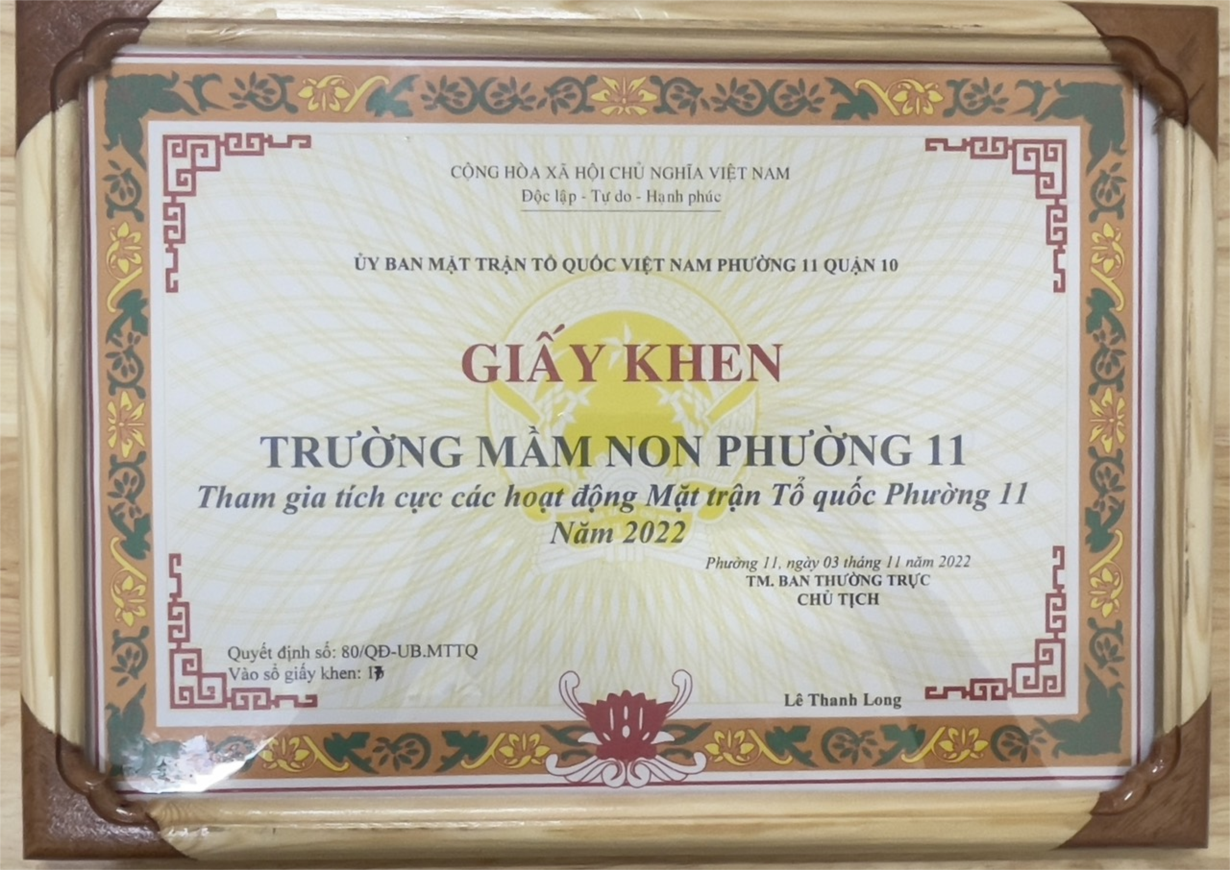 CỘNG HÒA XÃ HỘI CHỦ NGHĨA VIỆT NAM
Độc lập - Tự do - Hạnh phúc
ỦY BAN MẶT TRẬN TỔ QUỐC VIỆT NAM PHƯỜNG 11 QUẬN 10
GIẤY KHEN
TRƯỜNG MẦM NON PHƯỜNG 11
Tham gia tích cực các hoạt động Mặt trận Tổ quốc Phường 11
Năm 2022
Phường 11, ngày 03 tháng 11 năm 2022
TM. BAN THƯỜNG TRỰC
CHỦ TỊCH
Quyết định số: 80/QĐ-UB.MTTQ
Vào sổ giấy khen:
Lê Thanh Long